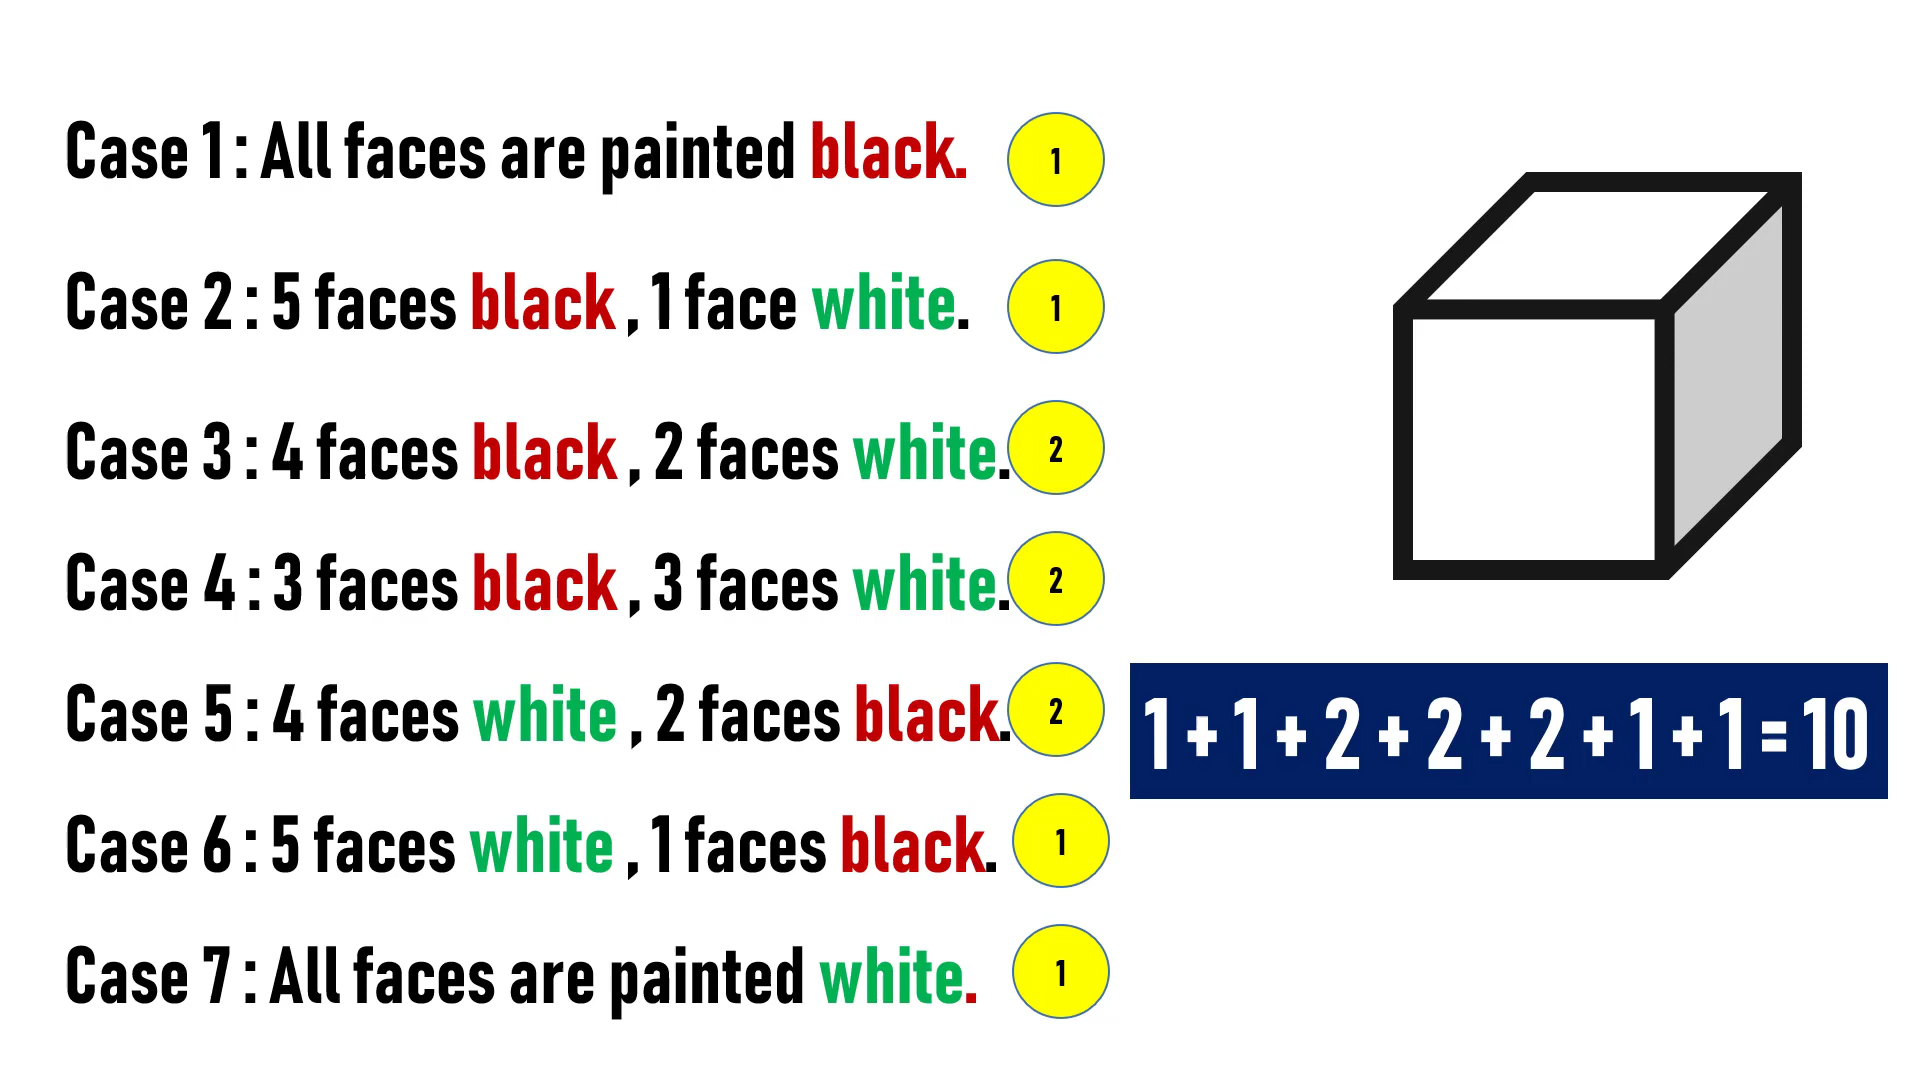 Case 1 : All faces are painted black. 1
Case 2 : 5 faces black , 1 face white. 1
Case 3 : 4 faces black , 2 faces white. 2
Case 4 : 3 faces black , 3 faces white. 2
Case 5 : 4 faces white , 2 faces black. 2
1 + 1 + 2 + 2 + 2 + 1 + 1 = 10
Case 6 : 5 faces white , 1 faces black. 1
Case 7 : All faces are painted white. 1